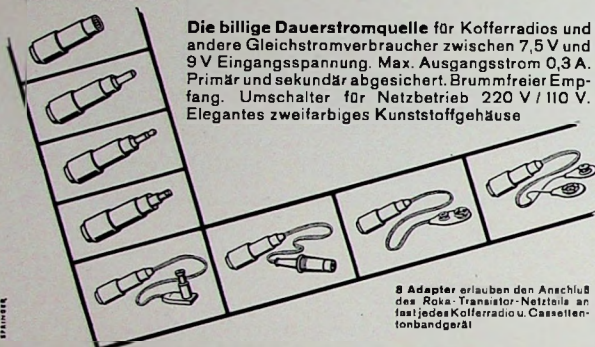 Die billige Dauerstromquelle für Kofferradios und
andere Gleichstromverbraucher zwischen 7,5 V und
9 V Eingangsspannung. Max. Ausgangsstrom 0,3 A.
Primär und sekundär abgesichert. Brummfreier Emp-
fang. Umschalter für Netzbetrieb 220 V / 110 V.
Elegantes zweifarbiges Kunststoffgehäuse
8 Adapter erlauben den Anschluß
des Roka-Transistor-Netzteils an
fast jedes Kofferradio u. Cassetten-
tonbandgerät
SPRINGER